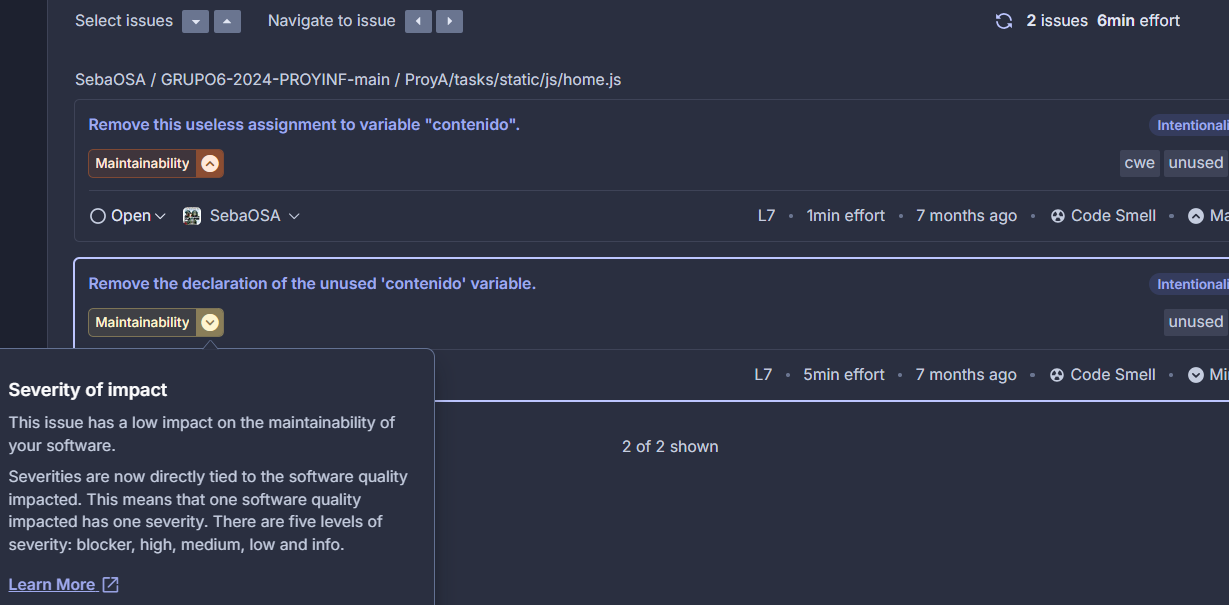 Select issues Navigate to issue 2 issues 6min effort
SebaOSA / GRUPO6-2024-PROYINF-main / ProyA/tasks/static/js/home.js
Remove this useless assignment to variable "contenido". Intentionali
Maintainability cwe unused
Open SebaOSA L7 • 1min effort • 7 months ago • Code Smell • Ma
Remove the declaration of the unused 'contenido' variable. Intentionali
Maintainability unused
L7 • 5min effort • 7 months ago • Code Smell • Mi
Severity of impact
This issue has a low impact on the maintainability of
your software.
2 of 2 shown
Severities are now directly tied to the software quality
impacted. This means that one software quality
impacted has one severity. There are five levels of
severity: blocker, high, medium, low and info.
Learn More